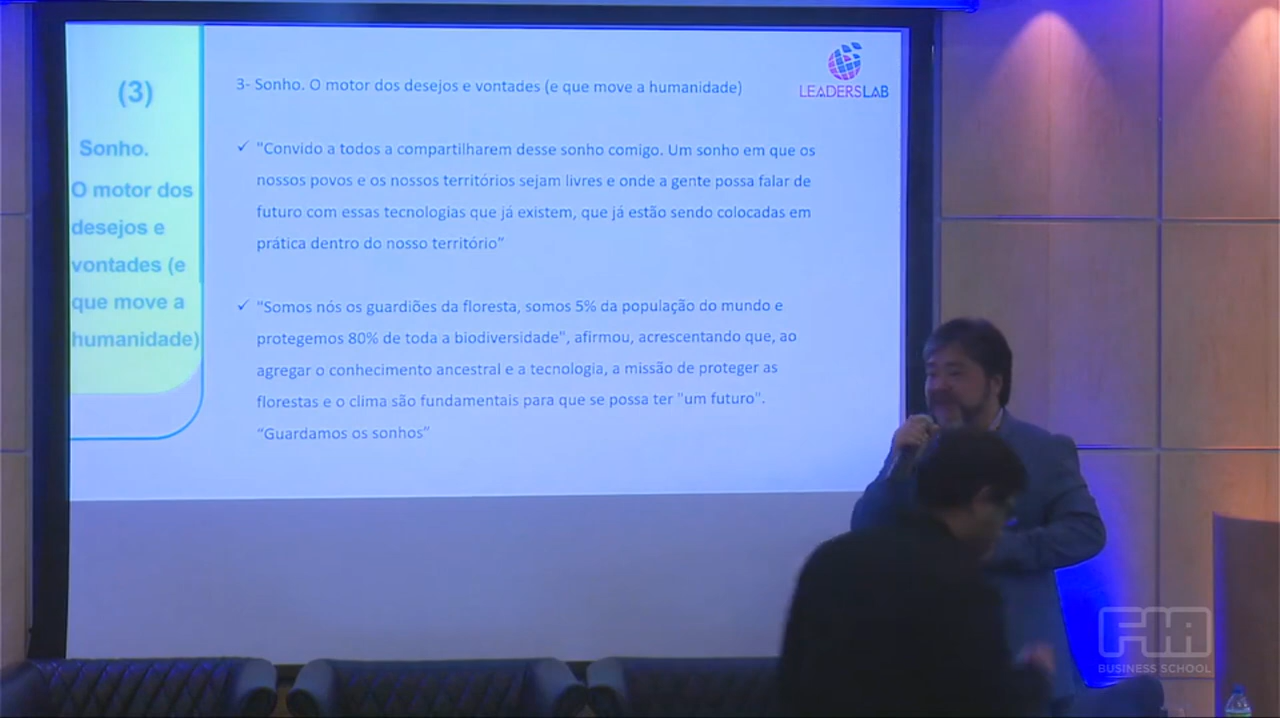 (3)
Sonho.
O motor dos
desejos e
vontades (e
que move a
humanidade)
3- Sonho. O motor dos desejos e vontades (e que move a humanidade)
LEADERSLAB
✓ "Convido a todos a compartilharem desse sonho comigo. Um sonho em que os
nossos povos e os nossos territórios sejam livres e onde a gente possa falar de
futuro com essas tecnologias que já existem, que já estão sendo colocadas em
prática dentro do nosso território”
✓ "Somos nós os guardiões da floresta, somos 5% da população do mundo e
protegemos 80% de toda a biodiversidade", afirmou, acrescentando que, ao
agregar o conhecimento ancestral e a tecnologia, a missão de proteger as
florestas e o clima são fundamentais para que se possa ter "um futuro".
“Guardamos os sonhos”
FIA
BUSINESS SCHOOL